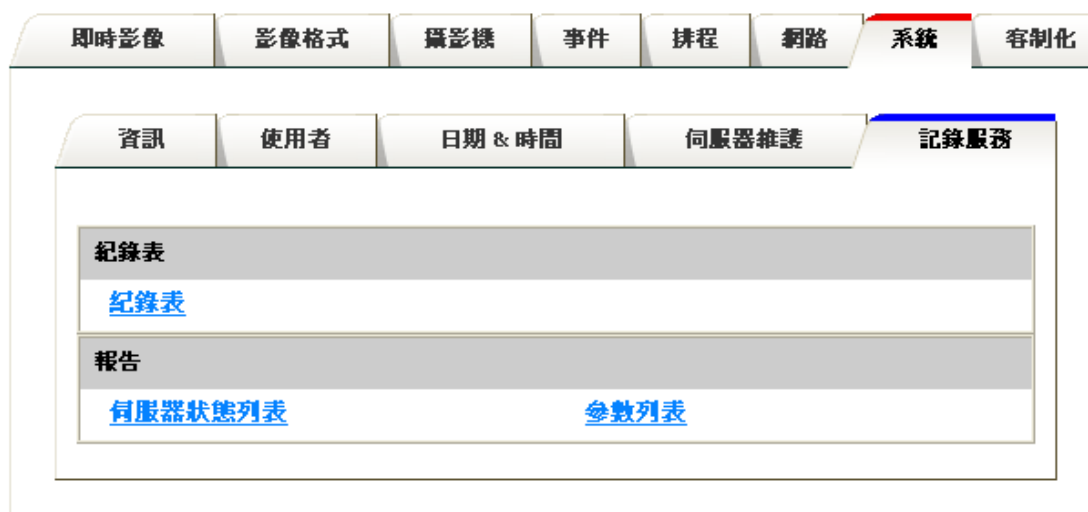 即時影像 影像格式 攝影機 事件 排程 網路 系統 客制化
資訊 使用者 日期 & 時間 伺服器維護 記錄服務
紀錄表
紀錄表
報告
伺服器狀態列表 參數列表